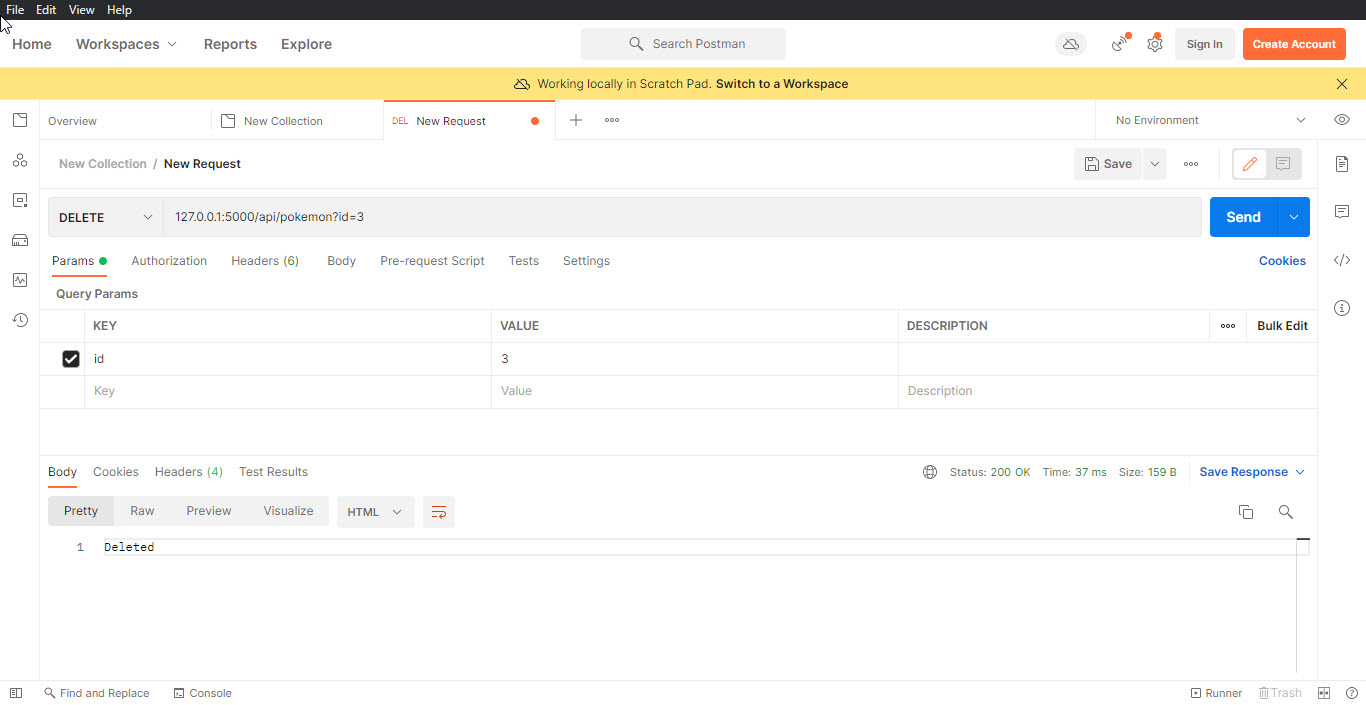 File Edit View Help
Home Workspaces Reports Explore Search Postman Sign In Create Account
Working locally in Scratch Pad. Switch to a Workspace
Overview New Collection DEL New Request No Environment
New Collection / New Request Save
DELETE 127.0.0.1:5000/api/pokemon?id=3 Send
Params Authorization Headers (6) Body Pre-request Script Tests Settings Cookies
Query Params
KEY VALUE DESCRIPTION Bulk Edit
id 3
Key Value Description
Body Cookies Headers (4) Test Results Status: 200 OK Time: 37 ms Size: 159 B Save Response
Pretty Raw Preview Visualize HTML
1 Deleted
Find and Replace Console Runner Trash